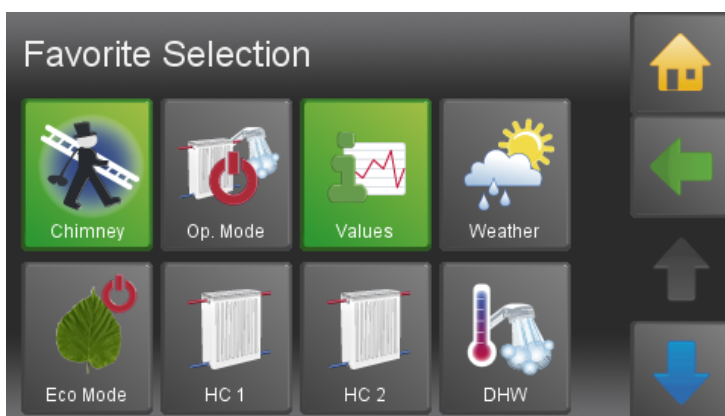 Favorite Selection
Chimney
Op. Mode
Values
Weather
Eco Mode
HC 1
HC 2
DHW